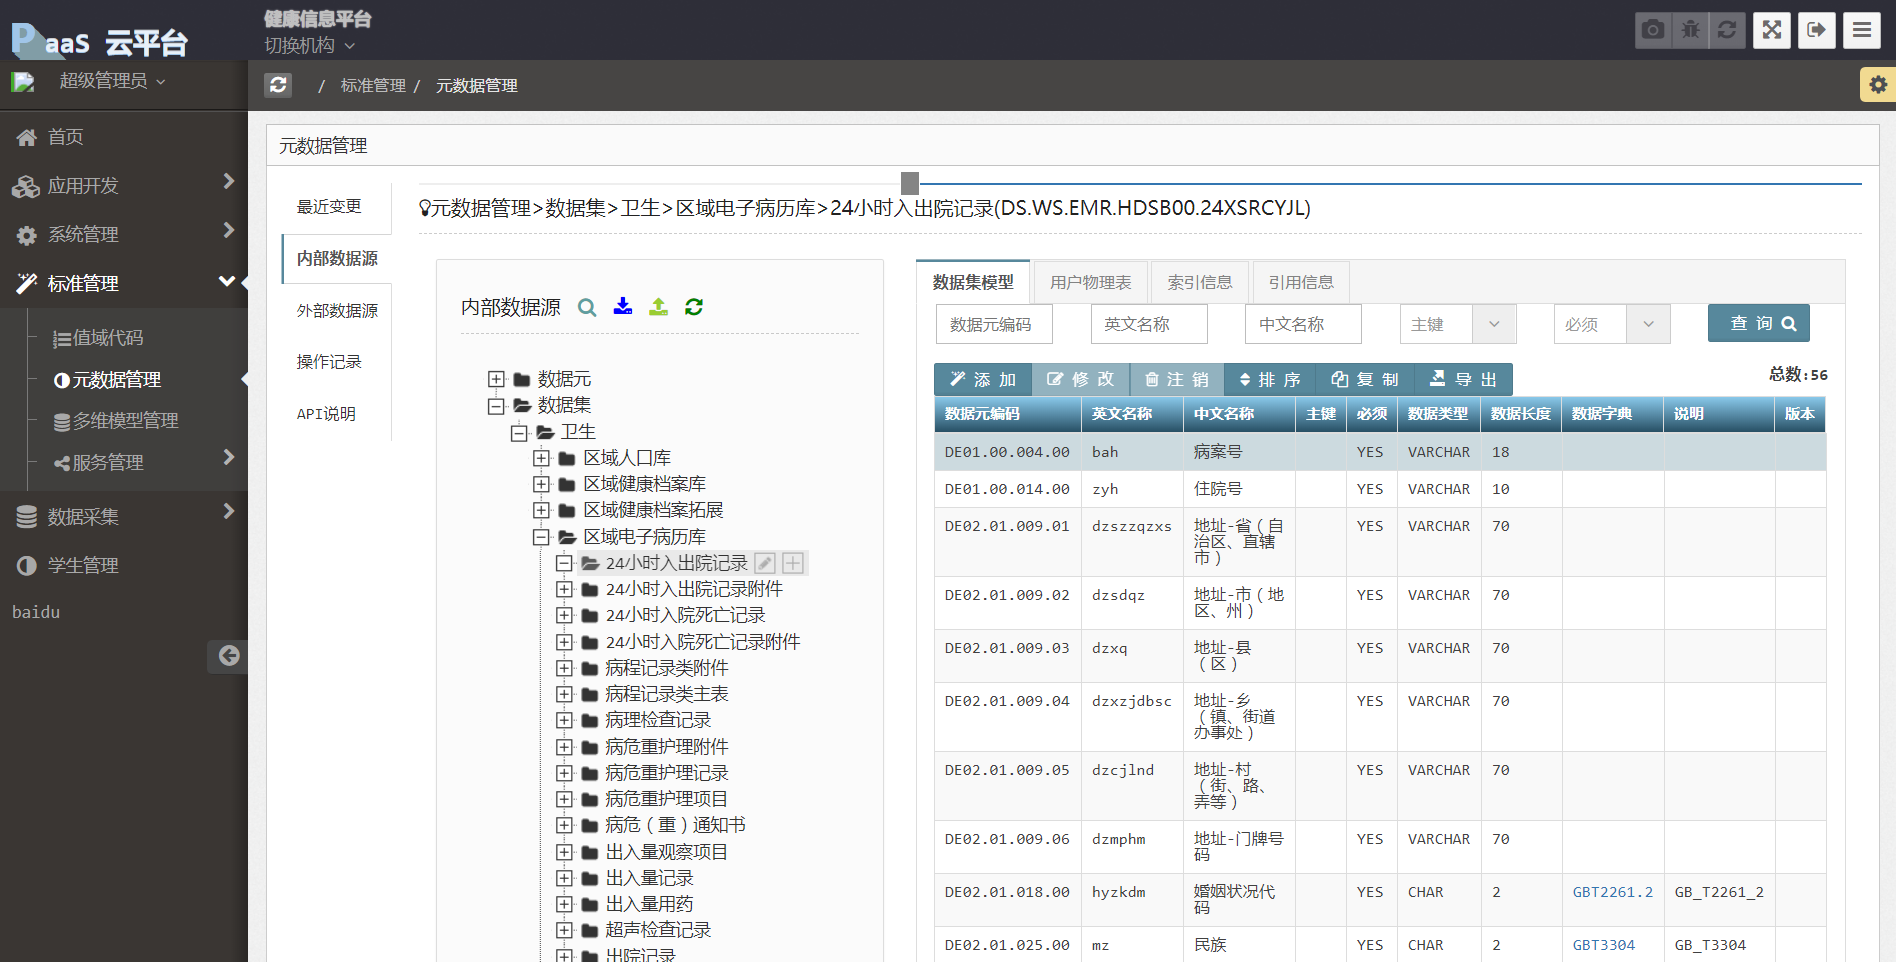 PaaS 云平台
健康信息平台
切换机构
超级管理员
/ 标准管理 / 元数据管理
首页
应用开发
系统管理
标准管理
值域代码
元数据管理
多维模型管理
服务管理
数据采集
学生管理
baidu
元数据管理
最近变更
内部数据源
外部数据源
操作记录
API说明
元数据管理>数据集>卫生>区域电子病历库>24小时入出院记录(DS.WS.EMR.HDSB00.24XSRCYJL)
内部数据源
数据元
数据集
卫生
区域人口库
区域健康档案库
区域健康档案拓展
区域电子病历库
24小时入出院记录
24小时入出院记录附件
24小时入院死亡记录
24小时入院死亡记录附件
病程记录类附件
病程记录类主表
病理检查记录
病危重护理附件
病危重护理记录
病危重护理项目
病危（重）通知书
出入量观察项目
出入量记录
出入量用药
超声检查记录
出院记录
数据集模型 用户物理表 索引信息 引用信息
数据元编码 英文名称 中文名称 主键 必须 查 询
添 加 修 改 注 销 排 序 复 制 导 出
总数:56
数据元编码 英文名称 中文名称 主键 必须 数据类型 数据长度 数据字典 说明 版本
DE01.00.004.00 bah 病案号 YES VARCHAR 18
DE01.00.014.00 zyh 住院号 YES VARCHAR 10
DE02.01.009.01 dzszzqzxs 地址-省（自 YES VARCHAR 70
治区、直辖
市）
DE02.01.009.02 dzsdqz 地址-市（地 YES VARCHAR 70
区、州）
DE02.01.009.03 dzxq 地址-县 YES VARCHAR 70
（区）
DE02.01.009.04 dzxzjdbsc 地址-乡 YES VARCHAR 70
（镇、街道
办事处）
DE02.01.009.05 dzcjlnd 地址-村 YES VARCHAR 70
（街、路、
弄等）
DE02.01.009.06 dzmphm 地址-门牌号 YES VARCHAR 70
码
DE02.01.018.00 hyzkdm 婚姻状况代 YES CHAR 2 GBT2261.2 GB_T2261_2
码
DE02.01.025.00 mz 民族 YES CHAR 2 GBT3304 GB_T3304